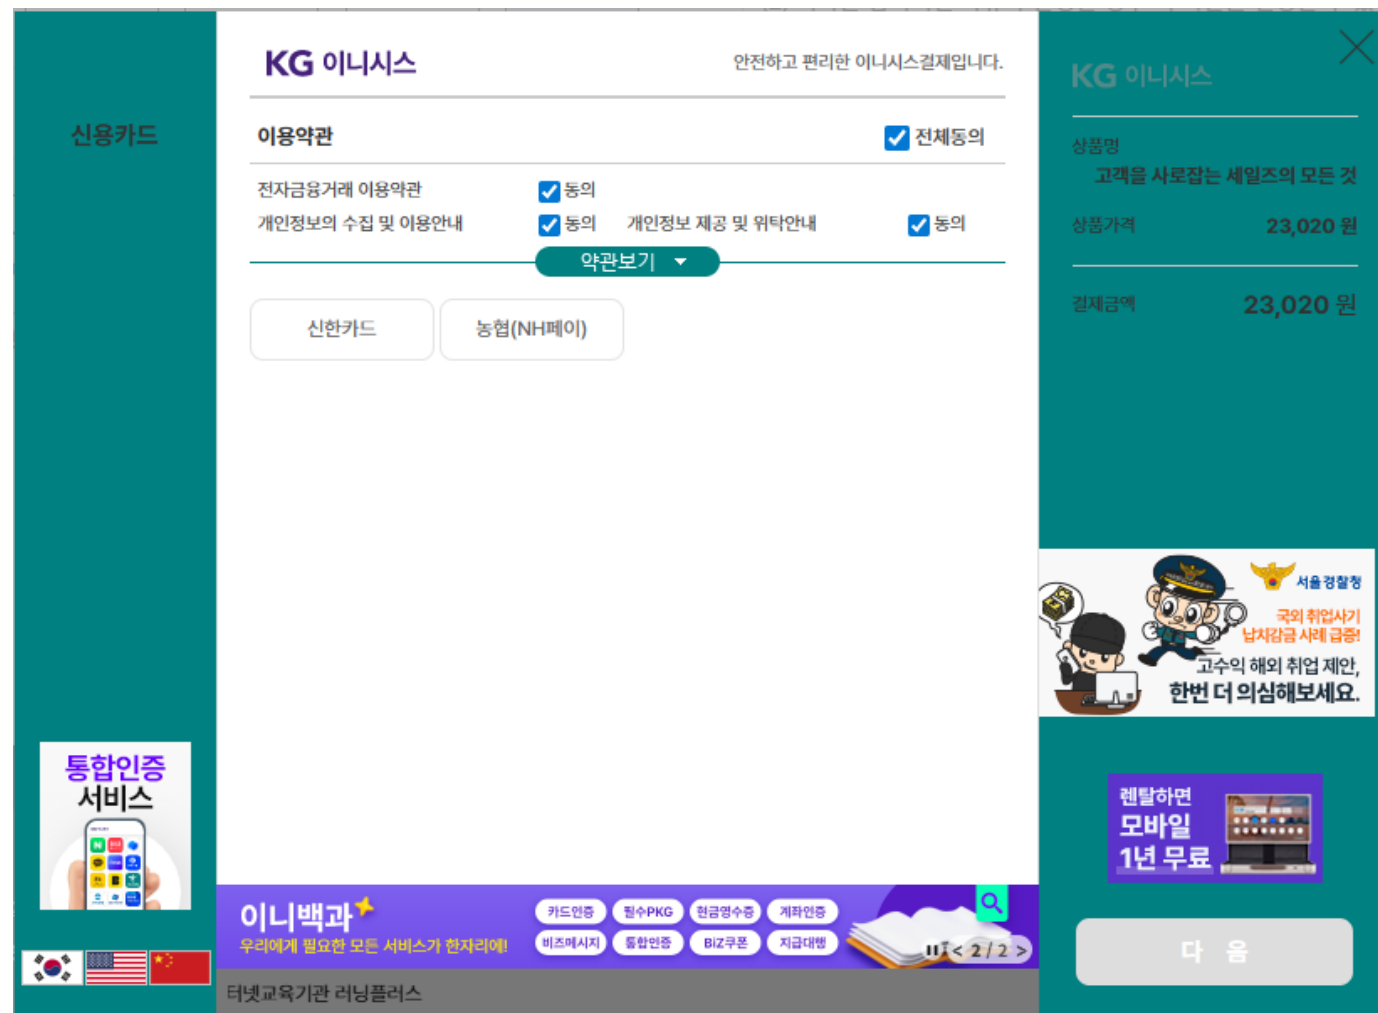 신용카드
KG 이니시스
안전하고 편리한 이니시스결제입니다.
이용약관
전체동의
전자금융거래 이용약관
동의
개인정보의 수집 및 이용안내
동의
개인정보 제공 및 위탁안내
동의
약관보기
신한카드
농협(NH페이)
KG 이니시스
상품명
고객을 사로잡는 세일즈의 모든 것
상품가격
23,020 원
결제금액
23,020 원
서울경찰청
국외 취업사기
납치감금 사례 급증!
고수익 해외 취업 제안,
한번 더 의심해보세요.
통합인증
서비스
렌탈하면
모바일
1년 무료
이니백과
우리에게 필요한 모든 서비스가 한자리에!
카드인증
필수PKG
현금영수증
계좌인증
비즈메시지
통합인증
BIZ쿠폰
지급대행
< 2 / 2 >
다 음
터넷교육기관 러닝플러스